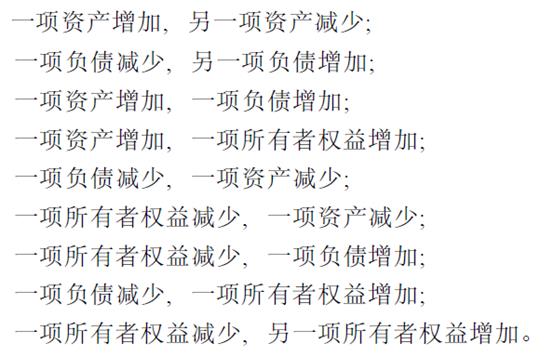 一项资产增加, 另一项资产减少;
一项负债减少, 另一项负债增加;
一项资产增加, 一项负债增加;
一项资产增加, 一项所有者权益增加;
一项负债减少, 一项资产减少;
一项所有者权益减少, 一项资产减少;
一项所有者权益减少, 一项负债增加;
一项负债减少, 一项所有者权益增加;
一项所有者权益减少, 另一项所有者权益增加。